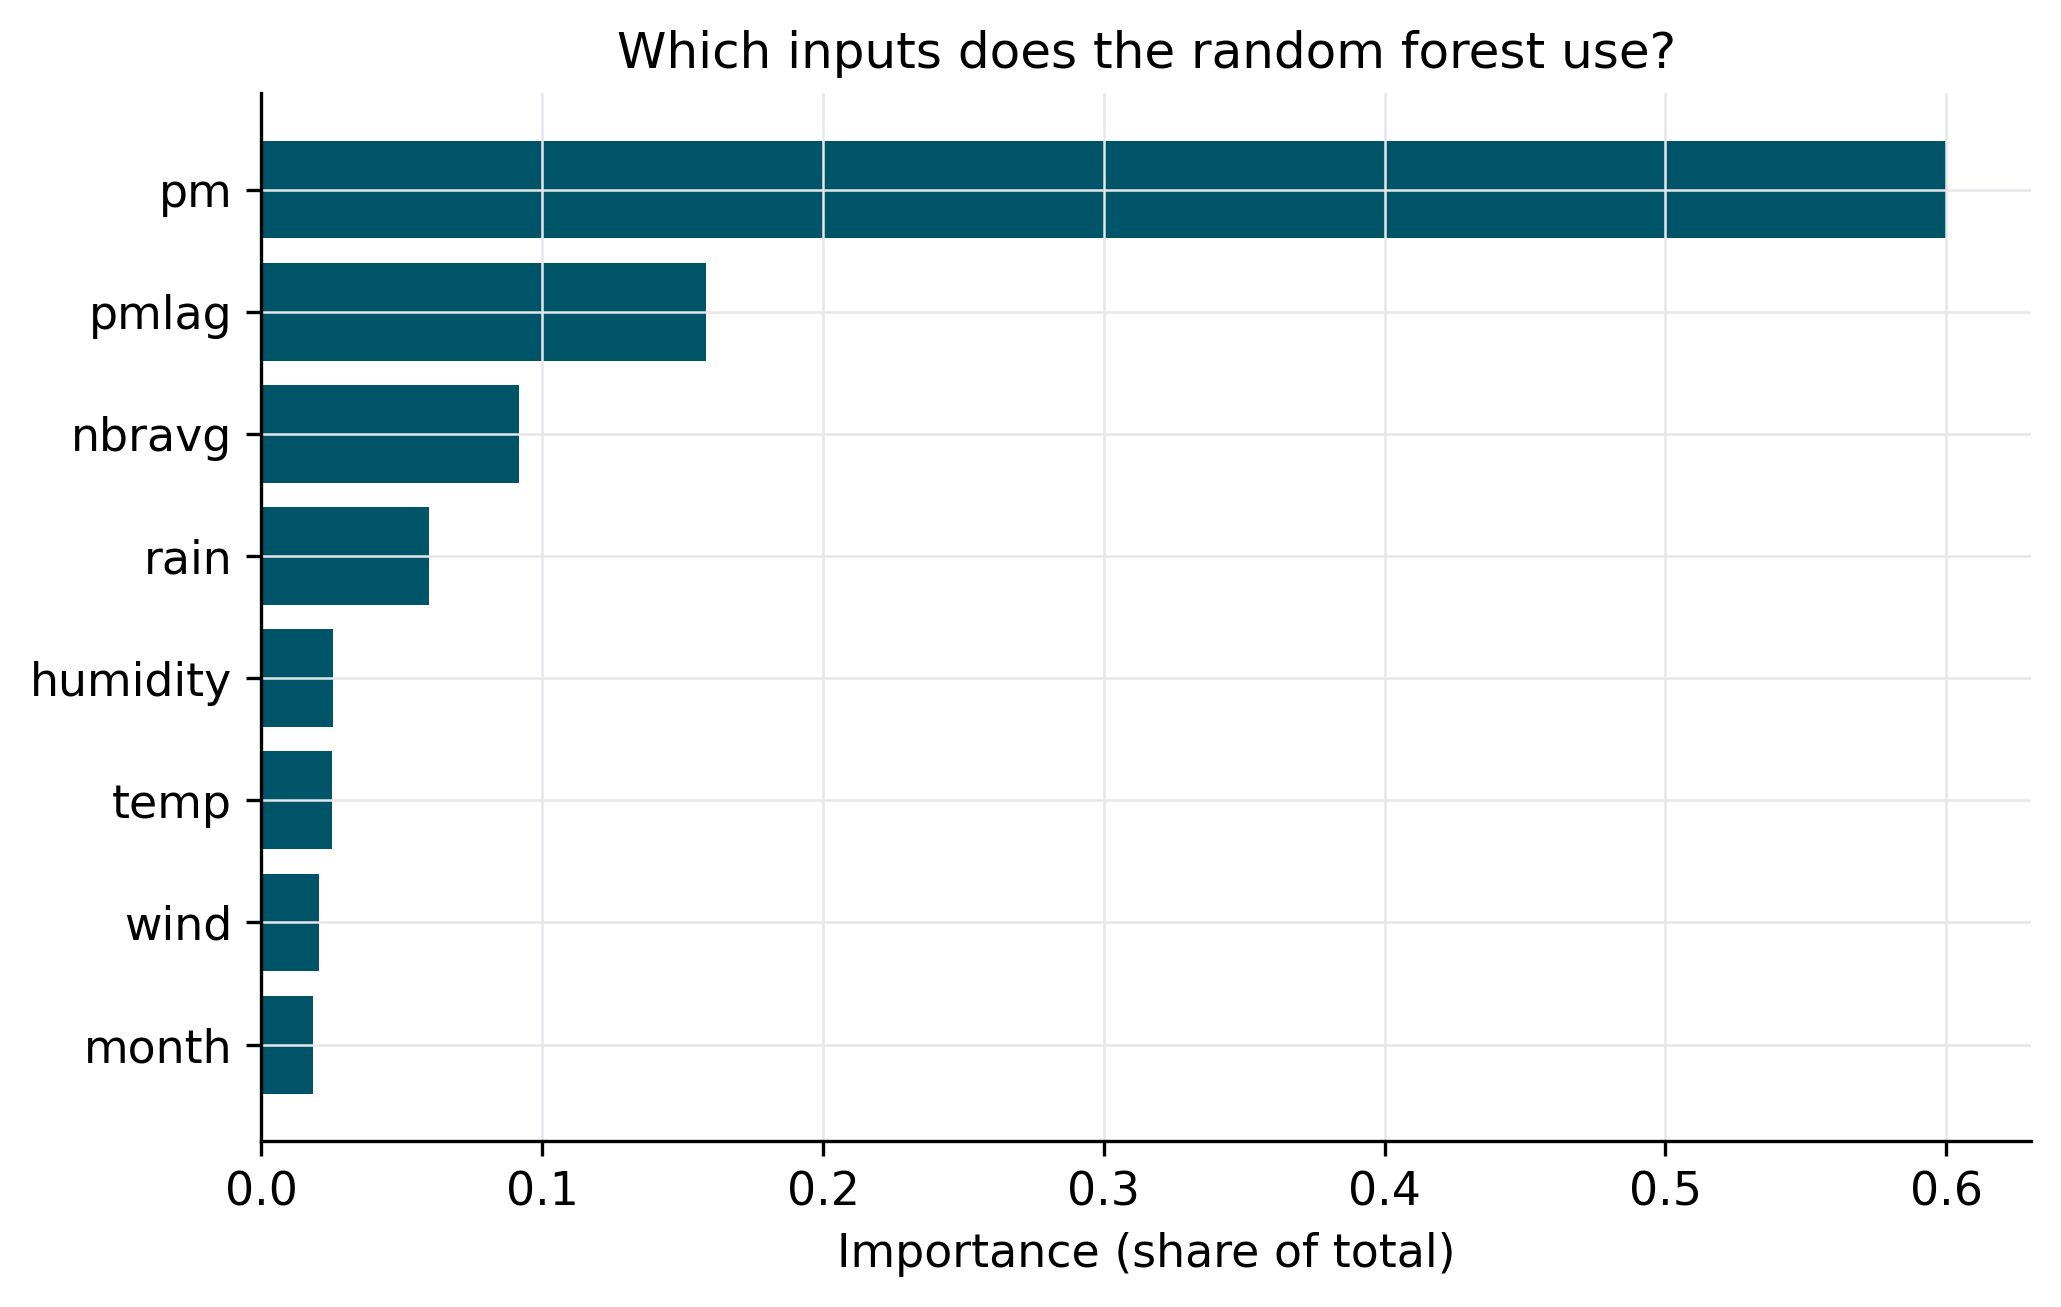 Which inputs does the random forest use?
pm
pmlag
nbravg
rain
humidity
temp
wind
month
0.0 0.1 0.2 0.3 0.4 0.5 0.6
Importance (share of total)